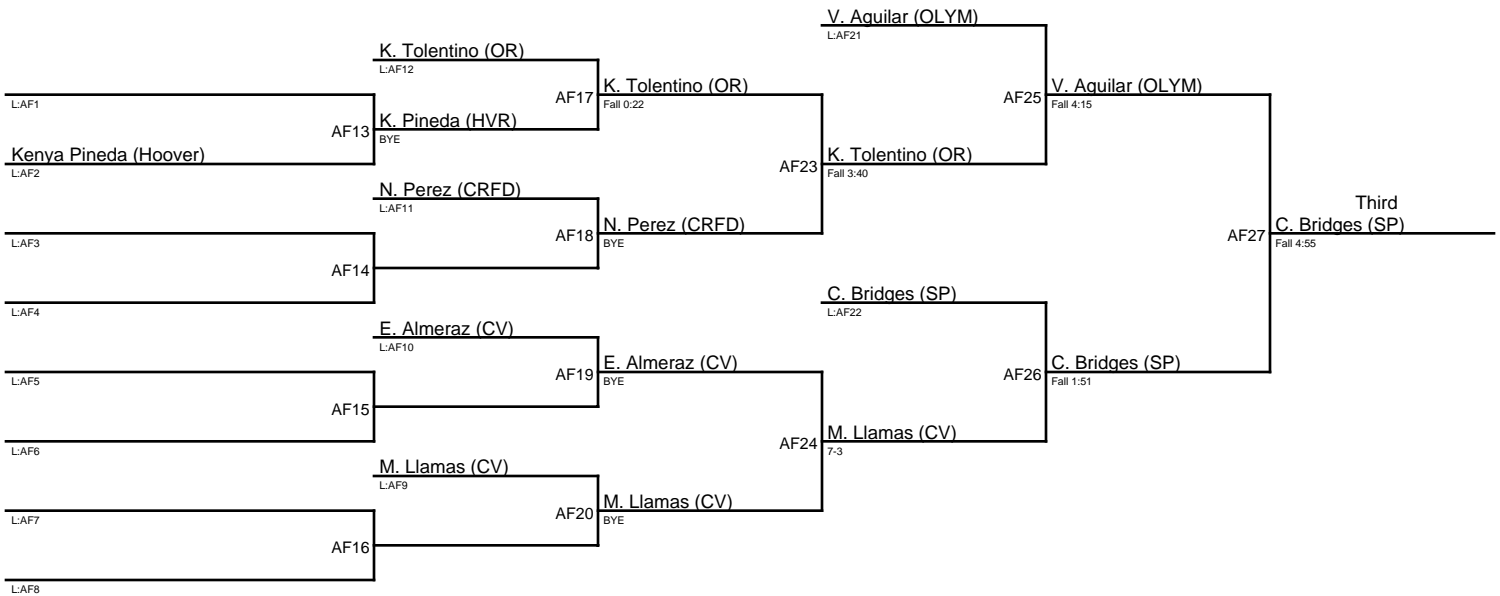 V. Aguilar (OLYM)
L:AF21
K. Tolentino (OR)
L:AF12
AF17
K. Tolentino (OR)
Fall 0:22
AF25
V. Aguilar (OLYM)
Fall 4:15
L:AF1
AF13
K. Pineda (HVR)
BYE
Kenya Pineda (Hoover)
L:AF2
AF23
K. Tolentino (OR)
Fall 3:40
N. Perez (CRFD)
L:AF11
AF18
N. Perez (CRFD)
BYE
Third
AF27
C. Bridges (SP)
Fall 4:55
L:AF3
AF14
L:AF4
C. Bridges (SP)
L:AF22
E. Almeraz (CV)
L:AF10
AF19
E. Almeraz (CV)
BYE
AF26
C. Bridges (SP)
Fall 1:51
L:AF5
AF15
L:AF6
AF24
M. Llamas (CV)
7-3
M. Llamas (CV)
L:AF9
AF20
M. Llamas (CV)
BYE
L:AF7
AF16
L:AF8